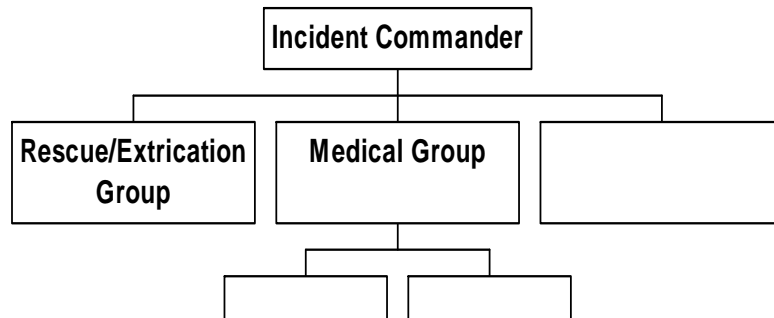 Incident Commander
Rescue/Extrication
Group
Medical Group